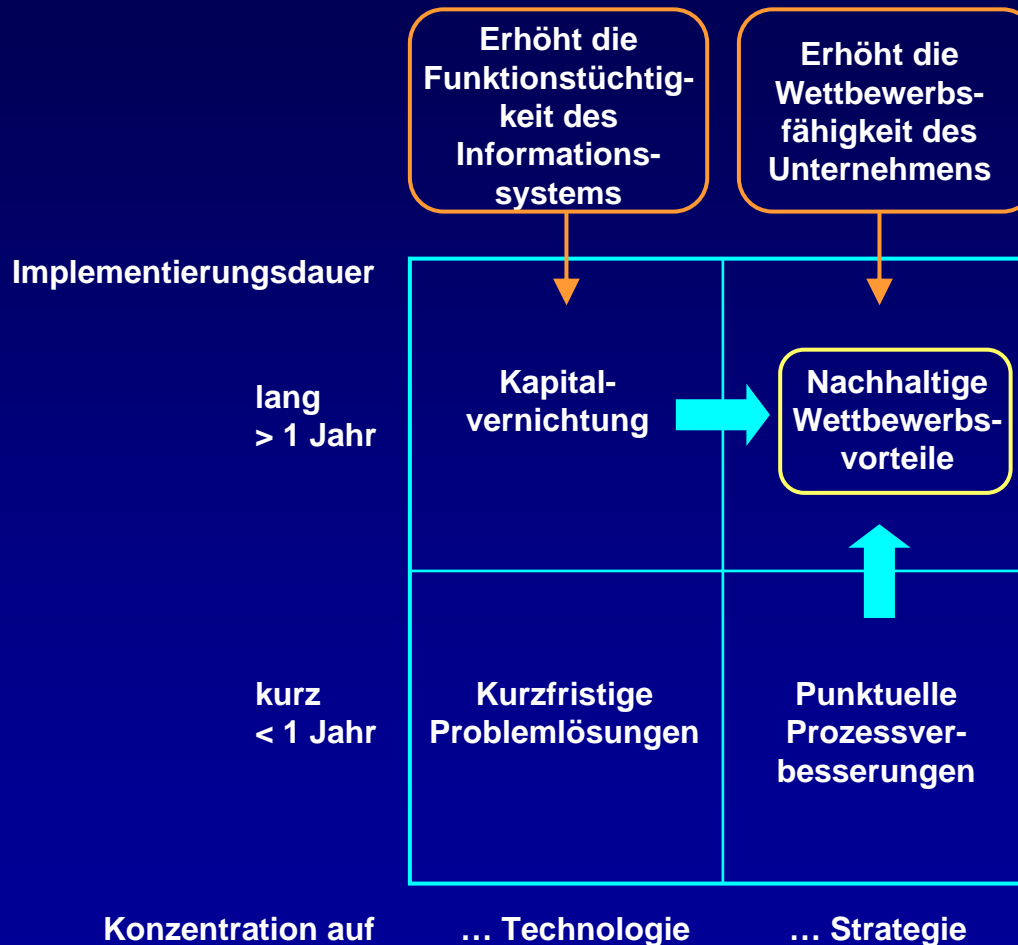 Erhöht die
Funktionstüchtig-
keit des
Informations-
systems
Erhöht die
Wettbewerbs-
fähigkeit des
Unternehmens
Implementierungsdauer
lang
> 1 Jahr
Kapital-
vernichtung
Nachhaltige
Wettbewerbs-
vorteile
kurz
< 1 Jahr
Kurzfristige
Problemlösungen
Punktuelle
Prozessver-
besserungen
Konzentration auf
... Technologie
... Strategie